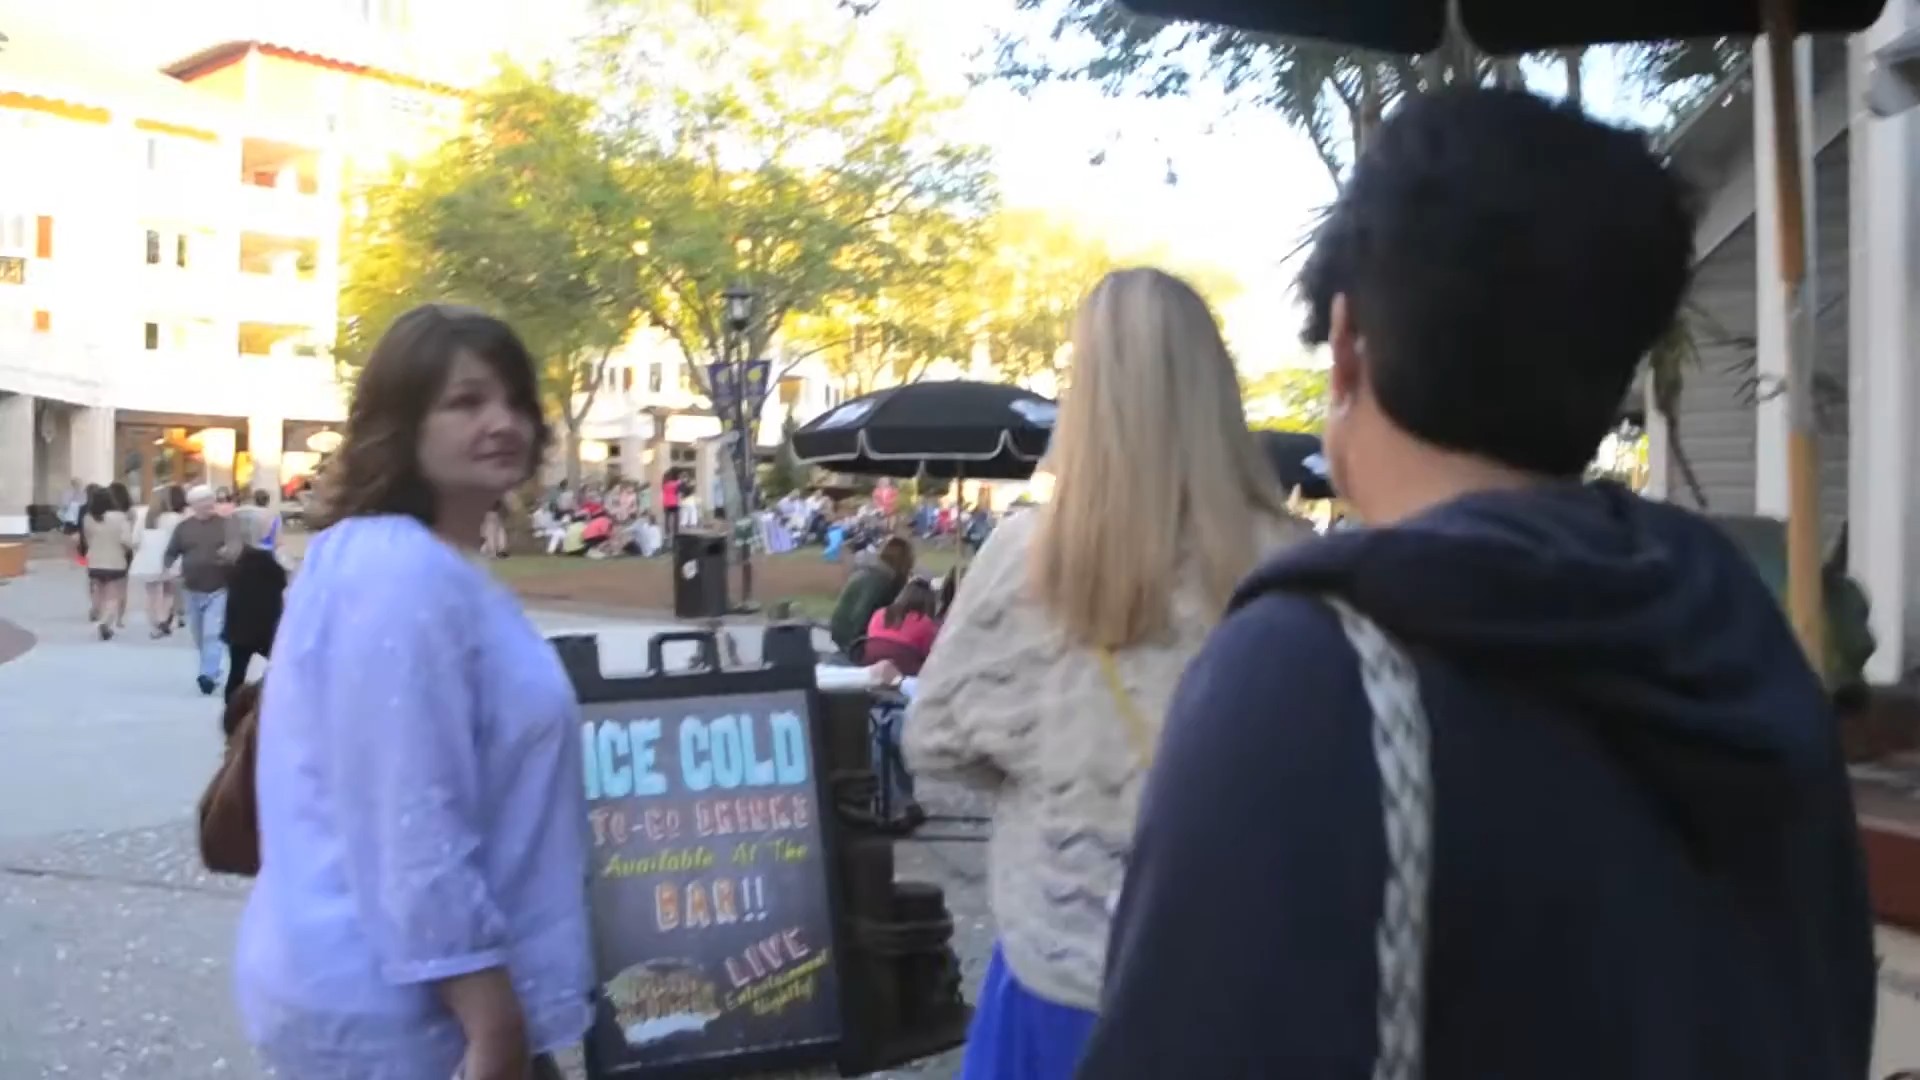 ICE COLD
TO-GO DRINKS
Available At The
BAR!!
LIVE
Entertainment
Nightly!